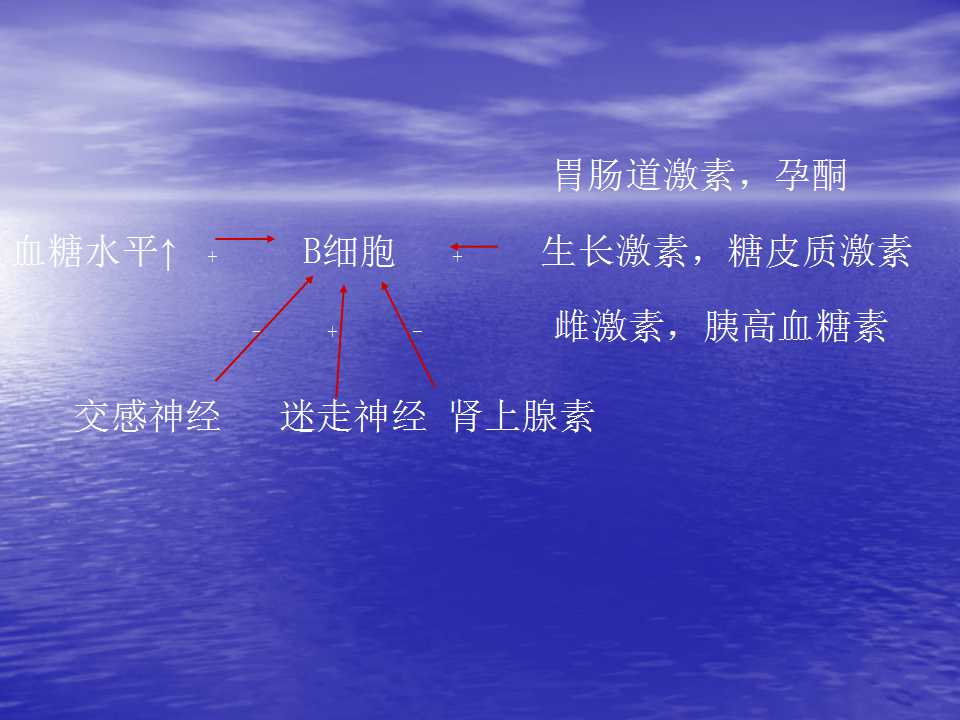 胃肠道激素，孕酮
血糖水平↑ + B细胞 + 生长激素，糖皮质激素
- + - 雌激素，胰高血糖素
交感神经 迷走神经 肾上腺素